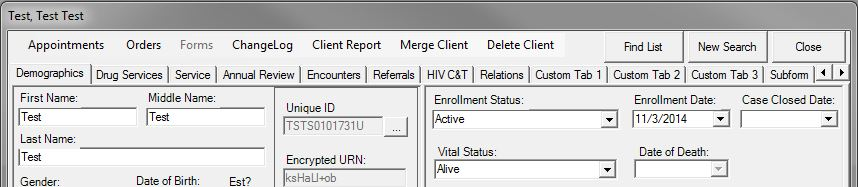 Test, Test Test
Appointments Orders Forms ChangeLog Client Report Merge Client Delete Client Find List New Search Close
Demographics Drug Services Service Annual Review Encounters Referrals HIV C&T Relations Custom Tab 1 Custom Tab 2 Custom Tab 3 Subform
First Name: Middle Name:
Test Test
Last Name:
Test
Gender: Date of Birth: Est?
Unique ID
TSTS0101731U ...
Encrypted URN:
ksHaLl+ob
Enrollment Status: Enrollment Date: Case Closed Date:
Active 11/3/2014
Vital Status: Date of Death:
Alive